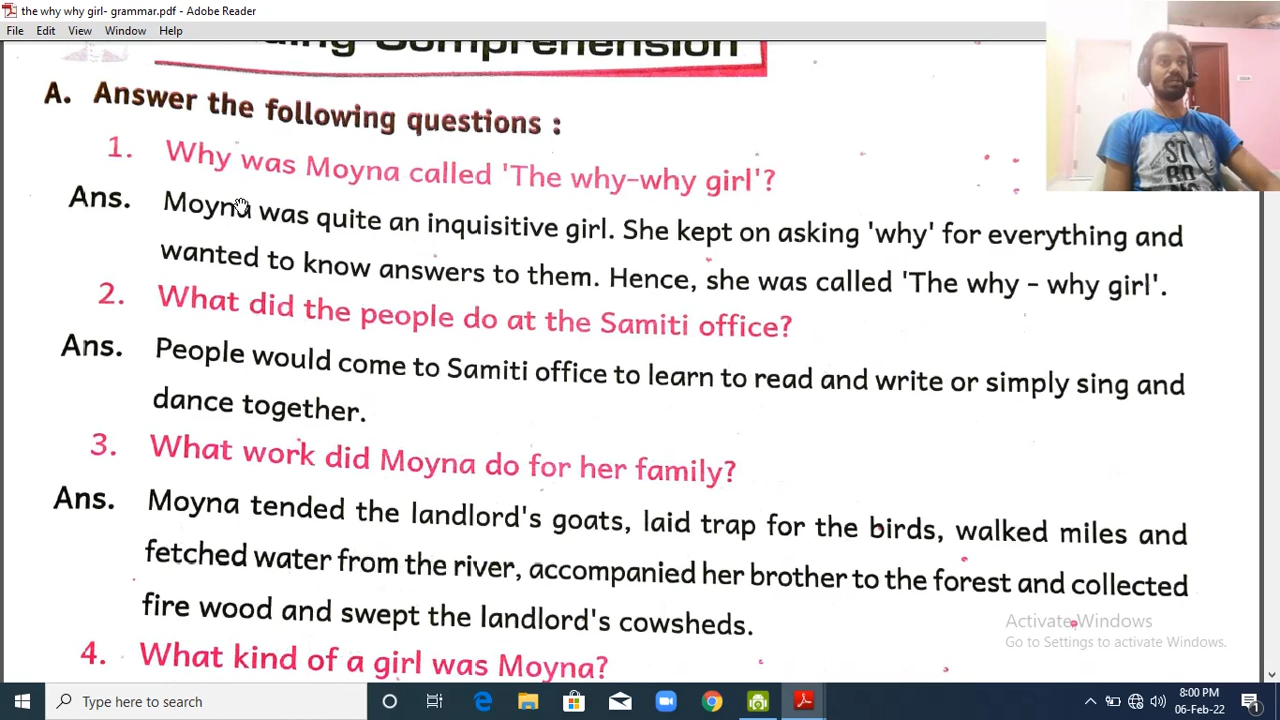 the why why girl- grammar.pdf - Adobe Reader
File Edit View Window Help
Comprehension
A. Answer the following questions :
1. Why was Moyna called 'The why-why girl'?
Ans. Moyna was quite an inquisitive girl. She kept on asking 'why' for everything and
wanted to know answers to them. Hence, she was called 'The why - why girl'.
2. What did the people do at the Samiti office?
Ans. People would come to Samiti office to learn to read and write or simply sing and
dance together.
3. What work did Moyna do for her family?
Ans. Moyna tended the landlord's goats, laid trap for the birds, walked miles and
fetched water from the river, accompanied her brother to the forest and collected
fire wood and swept the landlord's cowsheds.
4. What kind of a girl was Moyna?
Activate Windows
Go to Settings to activate Windows.
Type here to search
8:00 PM
06-Feb-22
1
ST
RO